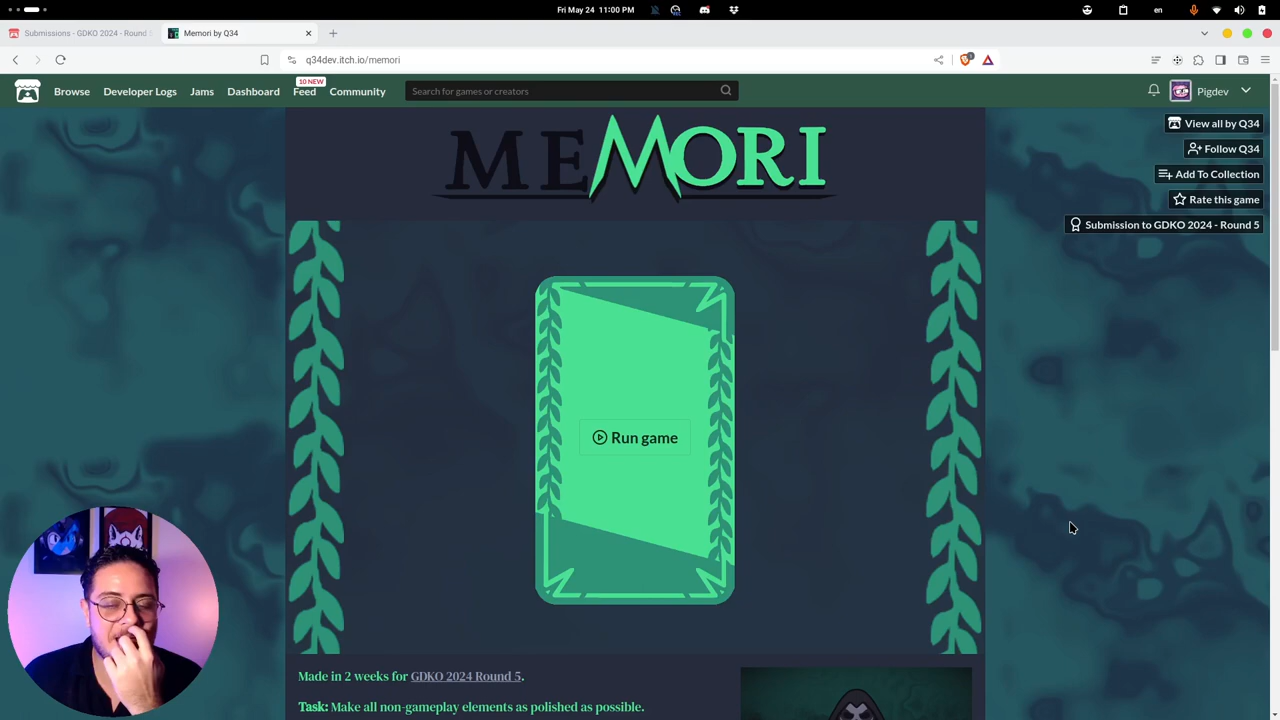 Fri May 24 11:00 PM
en
Submissions - GDKO 2024 - Round 5
Memori by Q34
q34dev.itch.io/memori
1
10 NEW
Browse
Developer Logs
Jams
Dashboard
Feed
Community
Search for games or creators
Pigdev
MEMORI
View all by Q34
Follow Q34
Add To Collection
Rate this game
Submission to GDKO 2024 - Round 5
Run game
Made in 2 weeks for GDKO 2024 Round 5.
Task: Make all non-gameplay elements as polished as possible.